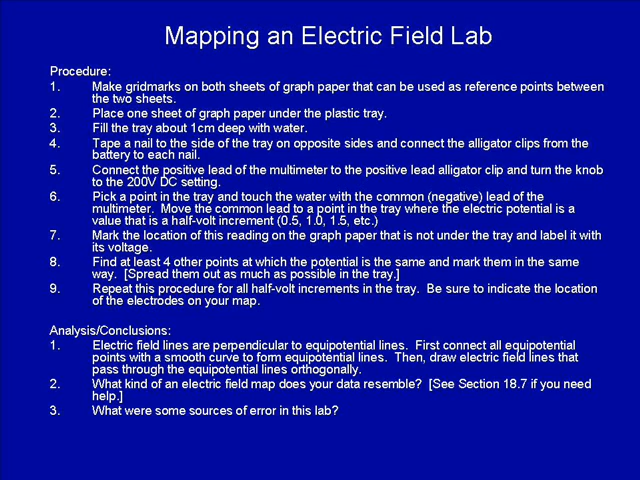 Mapping an Electric Field Lab
Procedure:
1. Make gridmarks on both sheets of graph paper that can be used as reference points between
the two sheets.
2. Place one sheet of graph paper under the plastic tray.
3. Fill the tray about 1cm deep with water.
4. Tape a nail to the side of the tray on opposite sides and connect the alligator clips from the
battery to each nail.
5. Connect the positive lead of the multimeter to the positive lead alligator clip and turn the knob
to the 200V DC setting.
6. Pick a point in the tray and touch the water with the common (negative) lead of the
multimeter. Move the common lead to a point in the tray where the electric potential is a
value that is a half-volt increment (0.5, 1.0, 1.5, etc.)
7. Mark the location of this reading on the graph paper that is not under the tray and label it with
its voltage.
8. Find at least 4 other points at which the potential is the same and mark them in the same
way. [Spread them out as much as possible in the tray.]
9. Repeat this procedure for all half-volt increments in the tray. Be sure to indicate the location
of the electrodes on your map.
Analysis/Conclusions:
1. Electric field lines are perpendicular to equipotential lines. First connect all equipotential
points with a smooth curve to form equipotential lines. Then, draw electric field lines that
pass through the equipotential lines orthogonally.
2. What kind of an electric field map does your data resemble? [See Section 18.7 if you need
help.]
3. What were some sources of error in this lab?